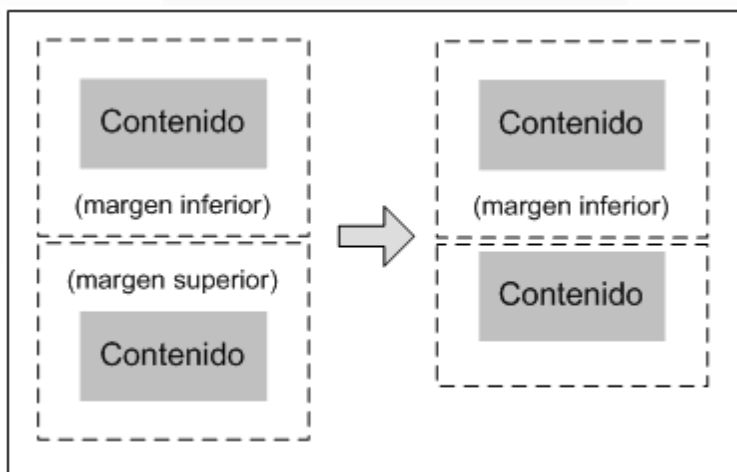 Contenido
(margen inferior)
(margen superior)
Contenido
Contenido
(margen inferior)
Contenido